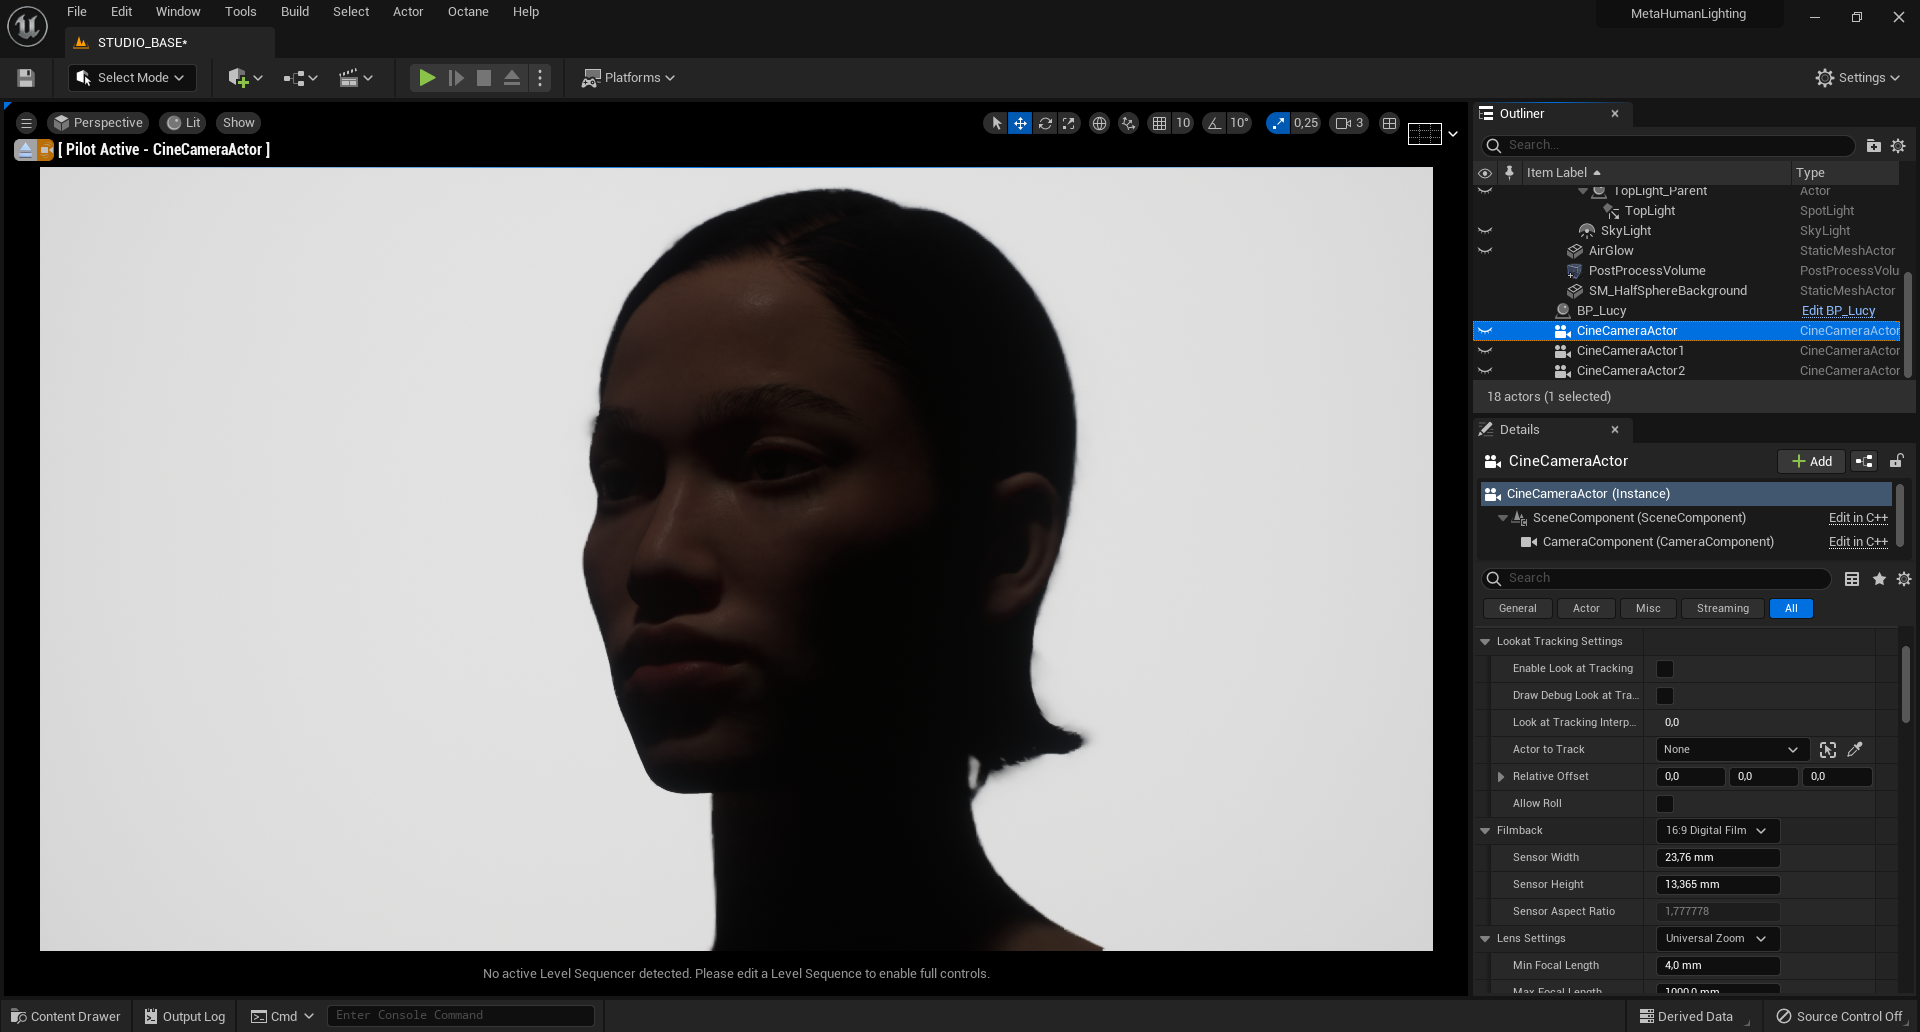 File Edit Window Tools Build Select Actor Octane Help
MetaHumanLighting
STUDIO_BASE*
Select Mode
Platforms
Settings
Perspective Lit Show
10 10° 0,25 3
[ Pilot Active - CineCameraActor ]
No active Level Sequencer detected. Please edit a Level Sequence to enable full controls.
Outliner
Search...
Item Label Type
TopLight_Parent Actor
TopLight SpotLight
SkyLight SkyLight
AirGlow StaticMeshActor
PostProcessVolume PostProcessVolu
SM_HalfSphereBackground StaticMeshActor
BP_Lucy Edit BP_Lucy
CineCameraActor CineCameraActor
CineCameraActor1 CineCameraActor
CineCameraActor2 CineCameraActor
18 actors (1 selected)
Details
CineCameraActor
Add
CineCameraActor (Instance)
SceneComponent (SceneComponent) Edit in C++
CameraComponent (CameraComponent) Edit in C++
Search
General Actor Misc Streaming All
Lookat Tracking Settings
Enable Look at Tracking
Draw Debug Look at Tra...
Look at Tracking Interp... 0,0
Actor to Track None
Relative Offset 0,0 0,0 0,0
Allow Roll
Filmback 16:9 Digital Film
Sensor Width 23,76 mm
Sensor Height 13,365 mm
Sensor Aspect Ratio 1,777778
Lens Settings Universal Zoom
Min Focal Length 4,0 mm
Max Focal Length 1000,0 mm
Content Drawer Output Log Cmd Enter Console Command
Derived Data Source Control Off